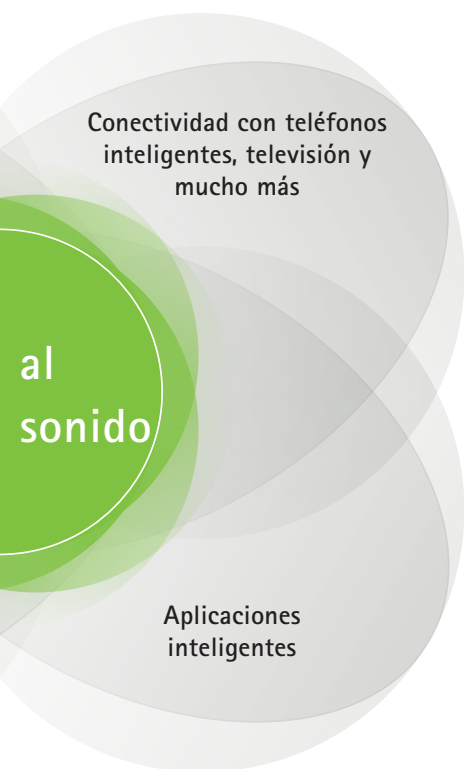 Conectividad con teléfonos
inteligentes, televisión y
mucho más
al
sonido
Aplicaciones
inteligentes